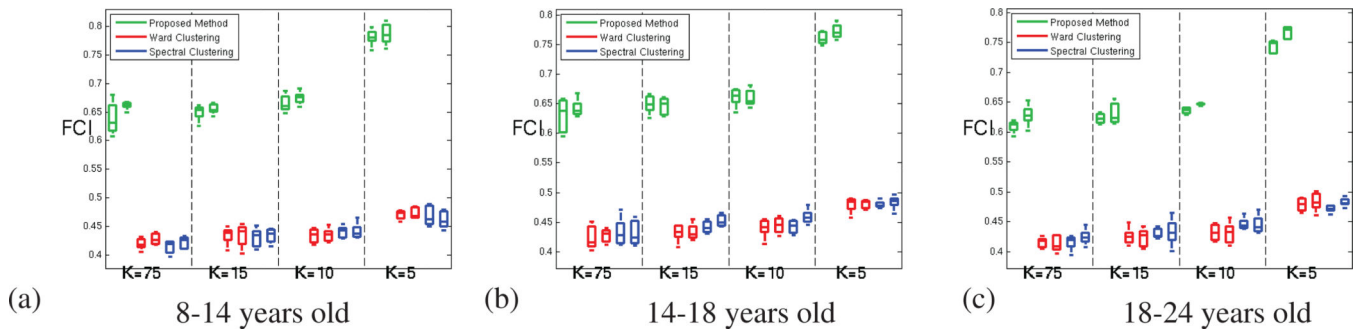 0.8
0.75
0.7
0.65
FCI
0.6
0.55
0.5
0.45
0.4
Proposed Method
Ward Clustering
Spectral Clustering
K=75 K=15 K=10 K=5
(a) 8-14 years old
0.8
0.75
0.7
0.65
FCI
0.6
0.55
0.5
0.45
0.4
Proposed Method
Ward Clustering
Spectral Clustering
K=75 K=15 K=10 K=5
(b) 14-18 years old
0.8
0.75
0.7
0.65
FCI
0.6
0.55
0.5
0.45
0.4
Proposed Method
Ward Clustering
Spectral Clustering
K=75 K=15 K=10 K=5
(c) 18-24 years old